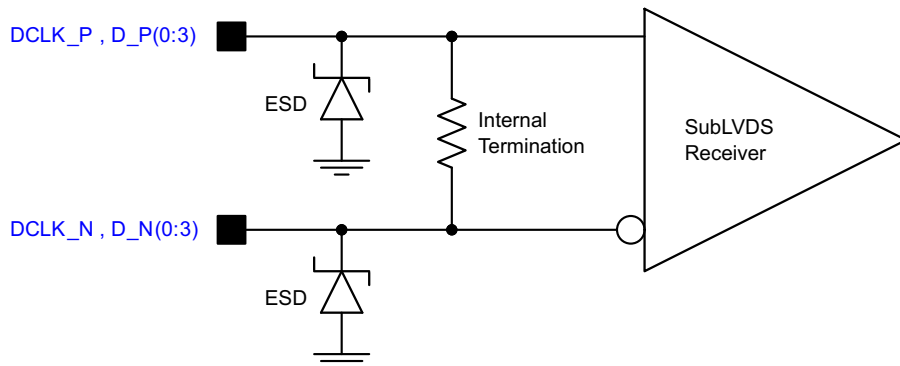 DCLK_P , D_P(0:3)
ESD
Internal
Termination
SubLVDS
Receiver
DCLK_N , D_N(0:3)
ESD